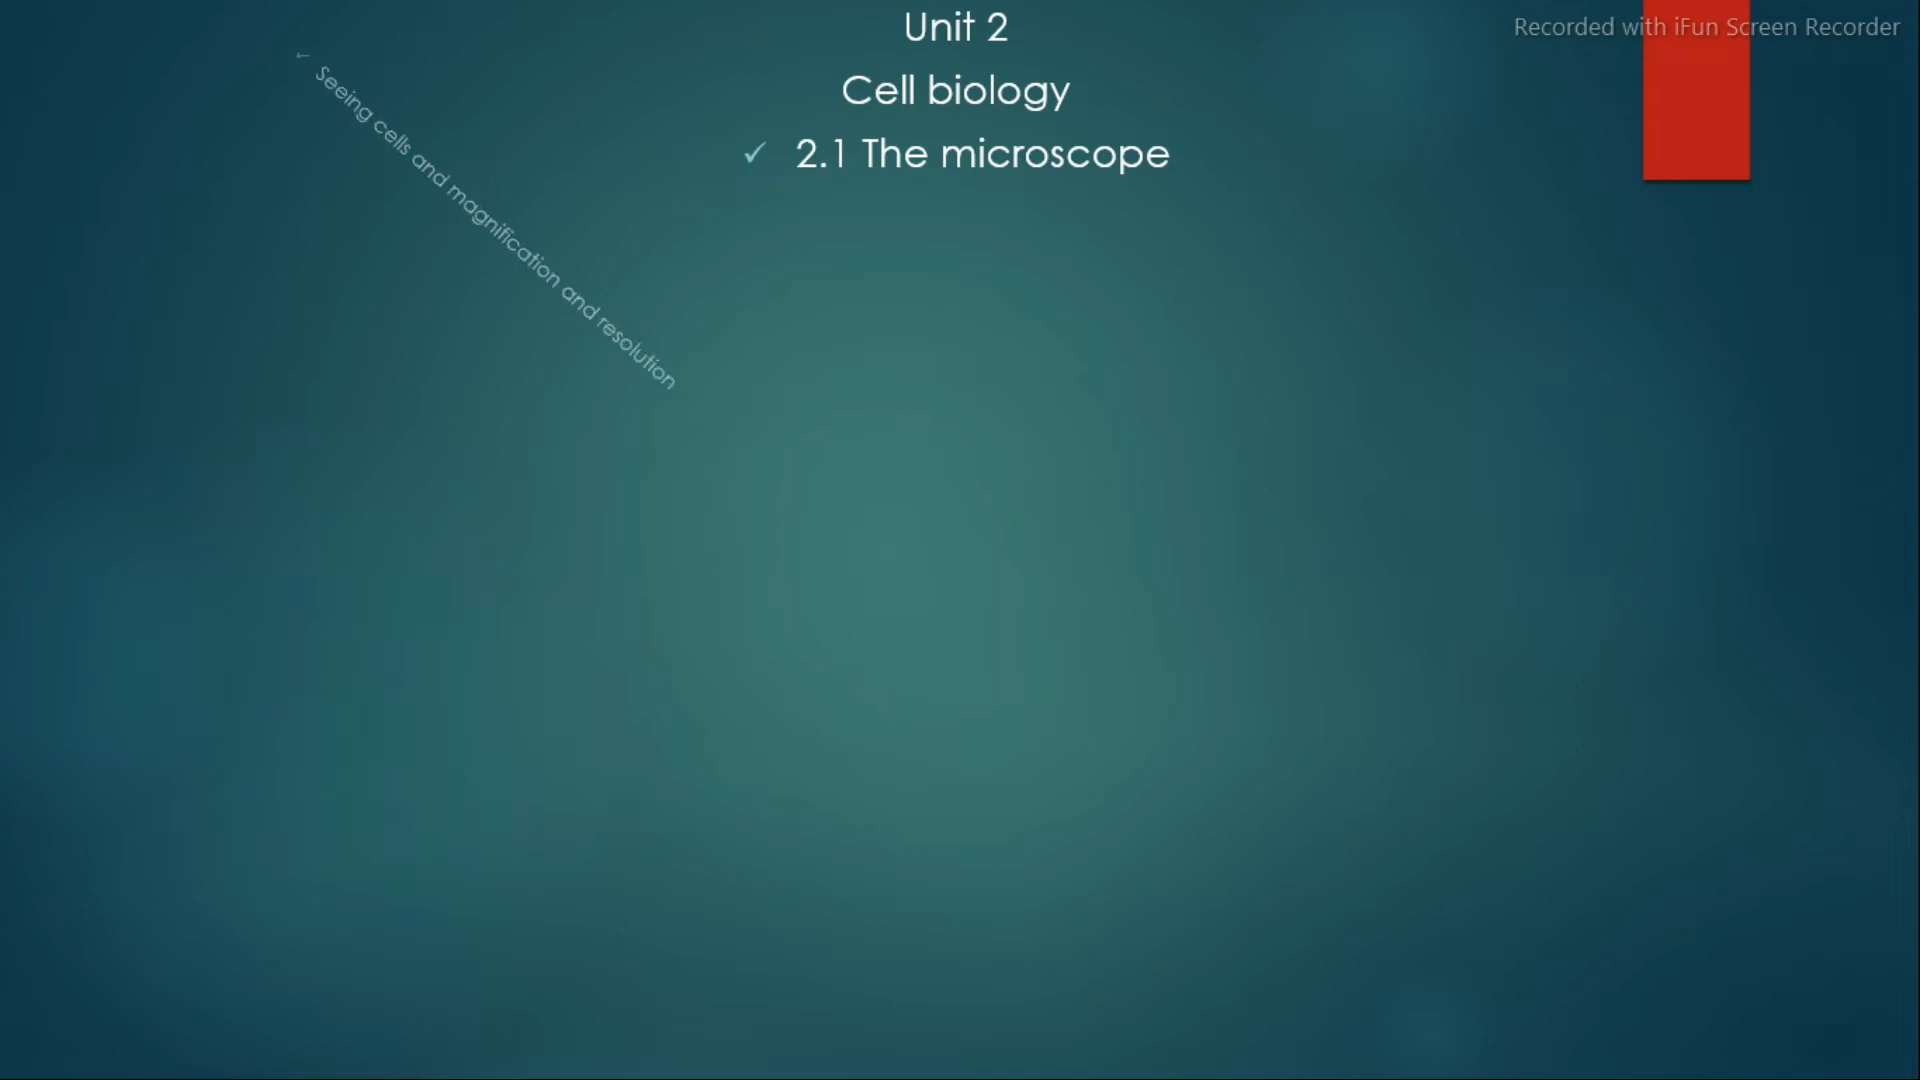 Unit 2
Recorded with iFun Screen Recorder
Cell biology
✓ 2.1 The microscope
Seeing cells and magnification and resolution